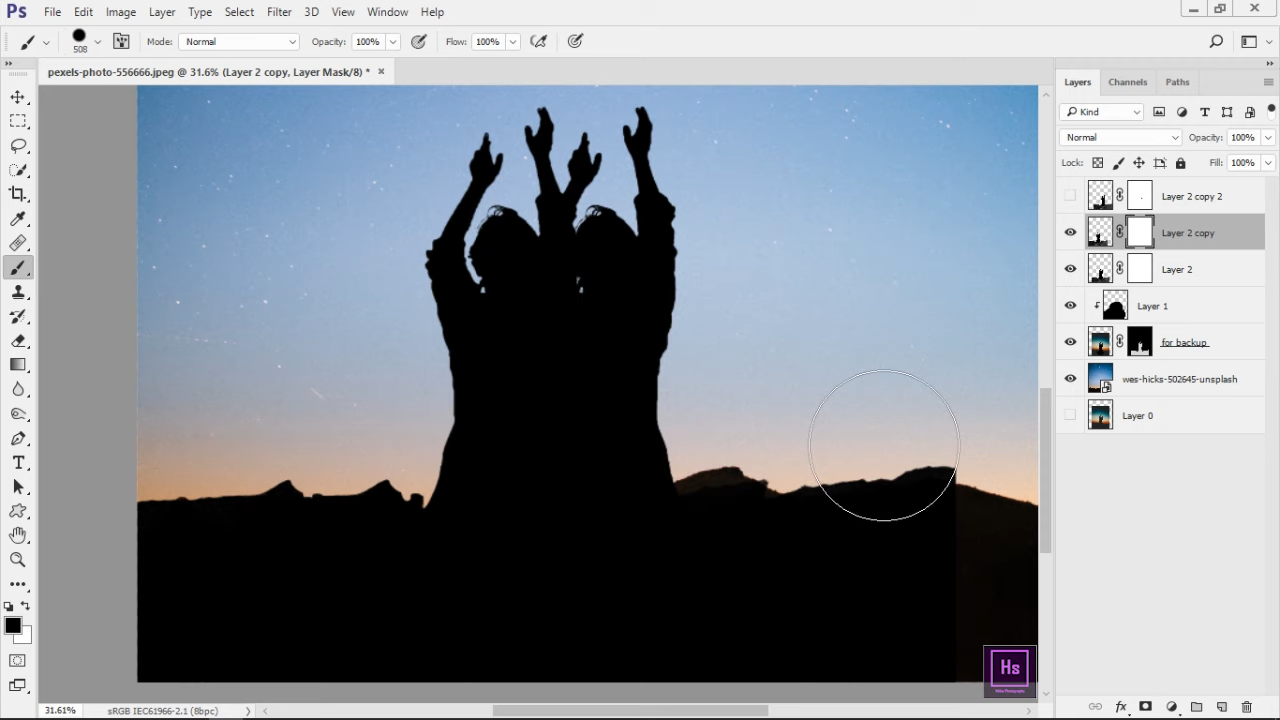 Ps File Edit Image Layer Type Select Filter 3D View Window Help
508 Mode: Normal Opacity: 100% Flow: 100%
pexels-photo-556666.jpeg @ 31.6% (Layer 2 copy, Layer Mask/8) *
Layers Channels Paths
Kind
Normal Opacity: 100%
Lock: Fill: 100%
Layer 2 copy 2
Layer 2 copy
Layer 2
Layer 1
for backup
wes-hicks-502645-unsplash
Layer 0
Hs
31.61% sRGB IEC61966-2.1 (8bpc)